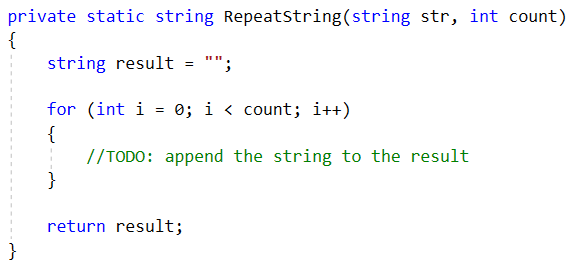 private static string RepeatString(string str, int count)
{
string result = "";
for (int i = 0; i < count; i++)
{
//TODO: append the string to the result
}
return result;
}